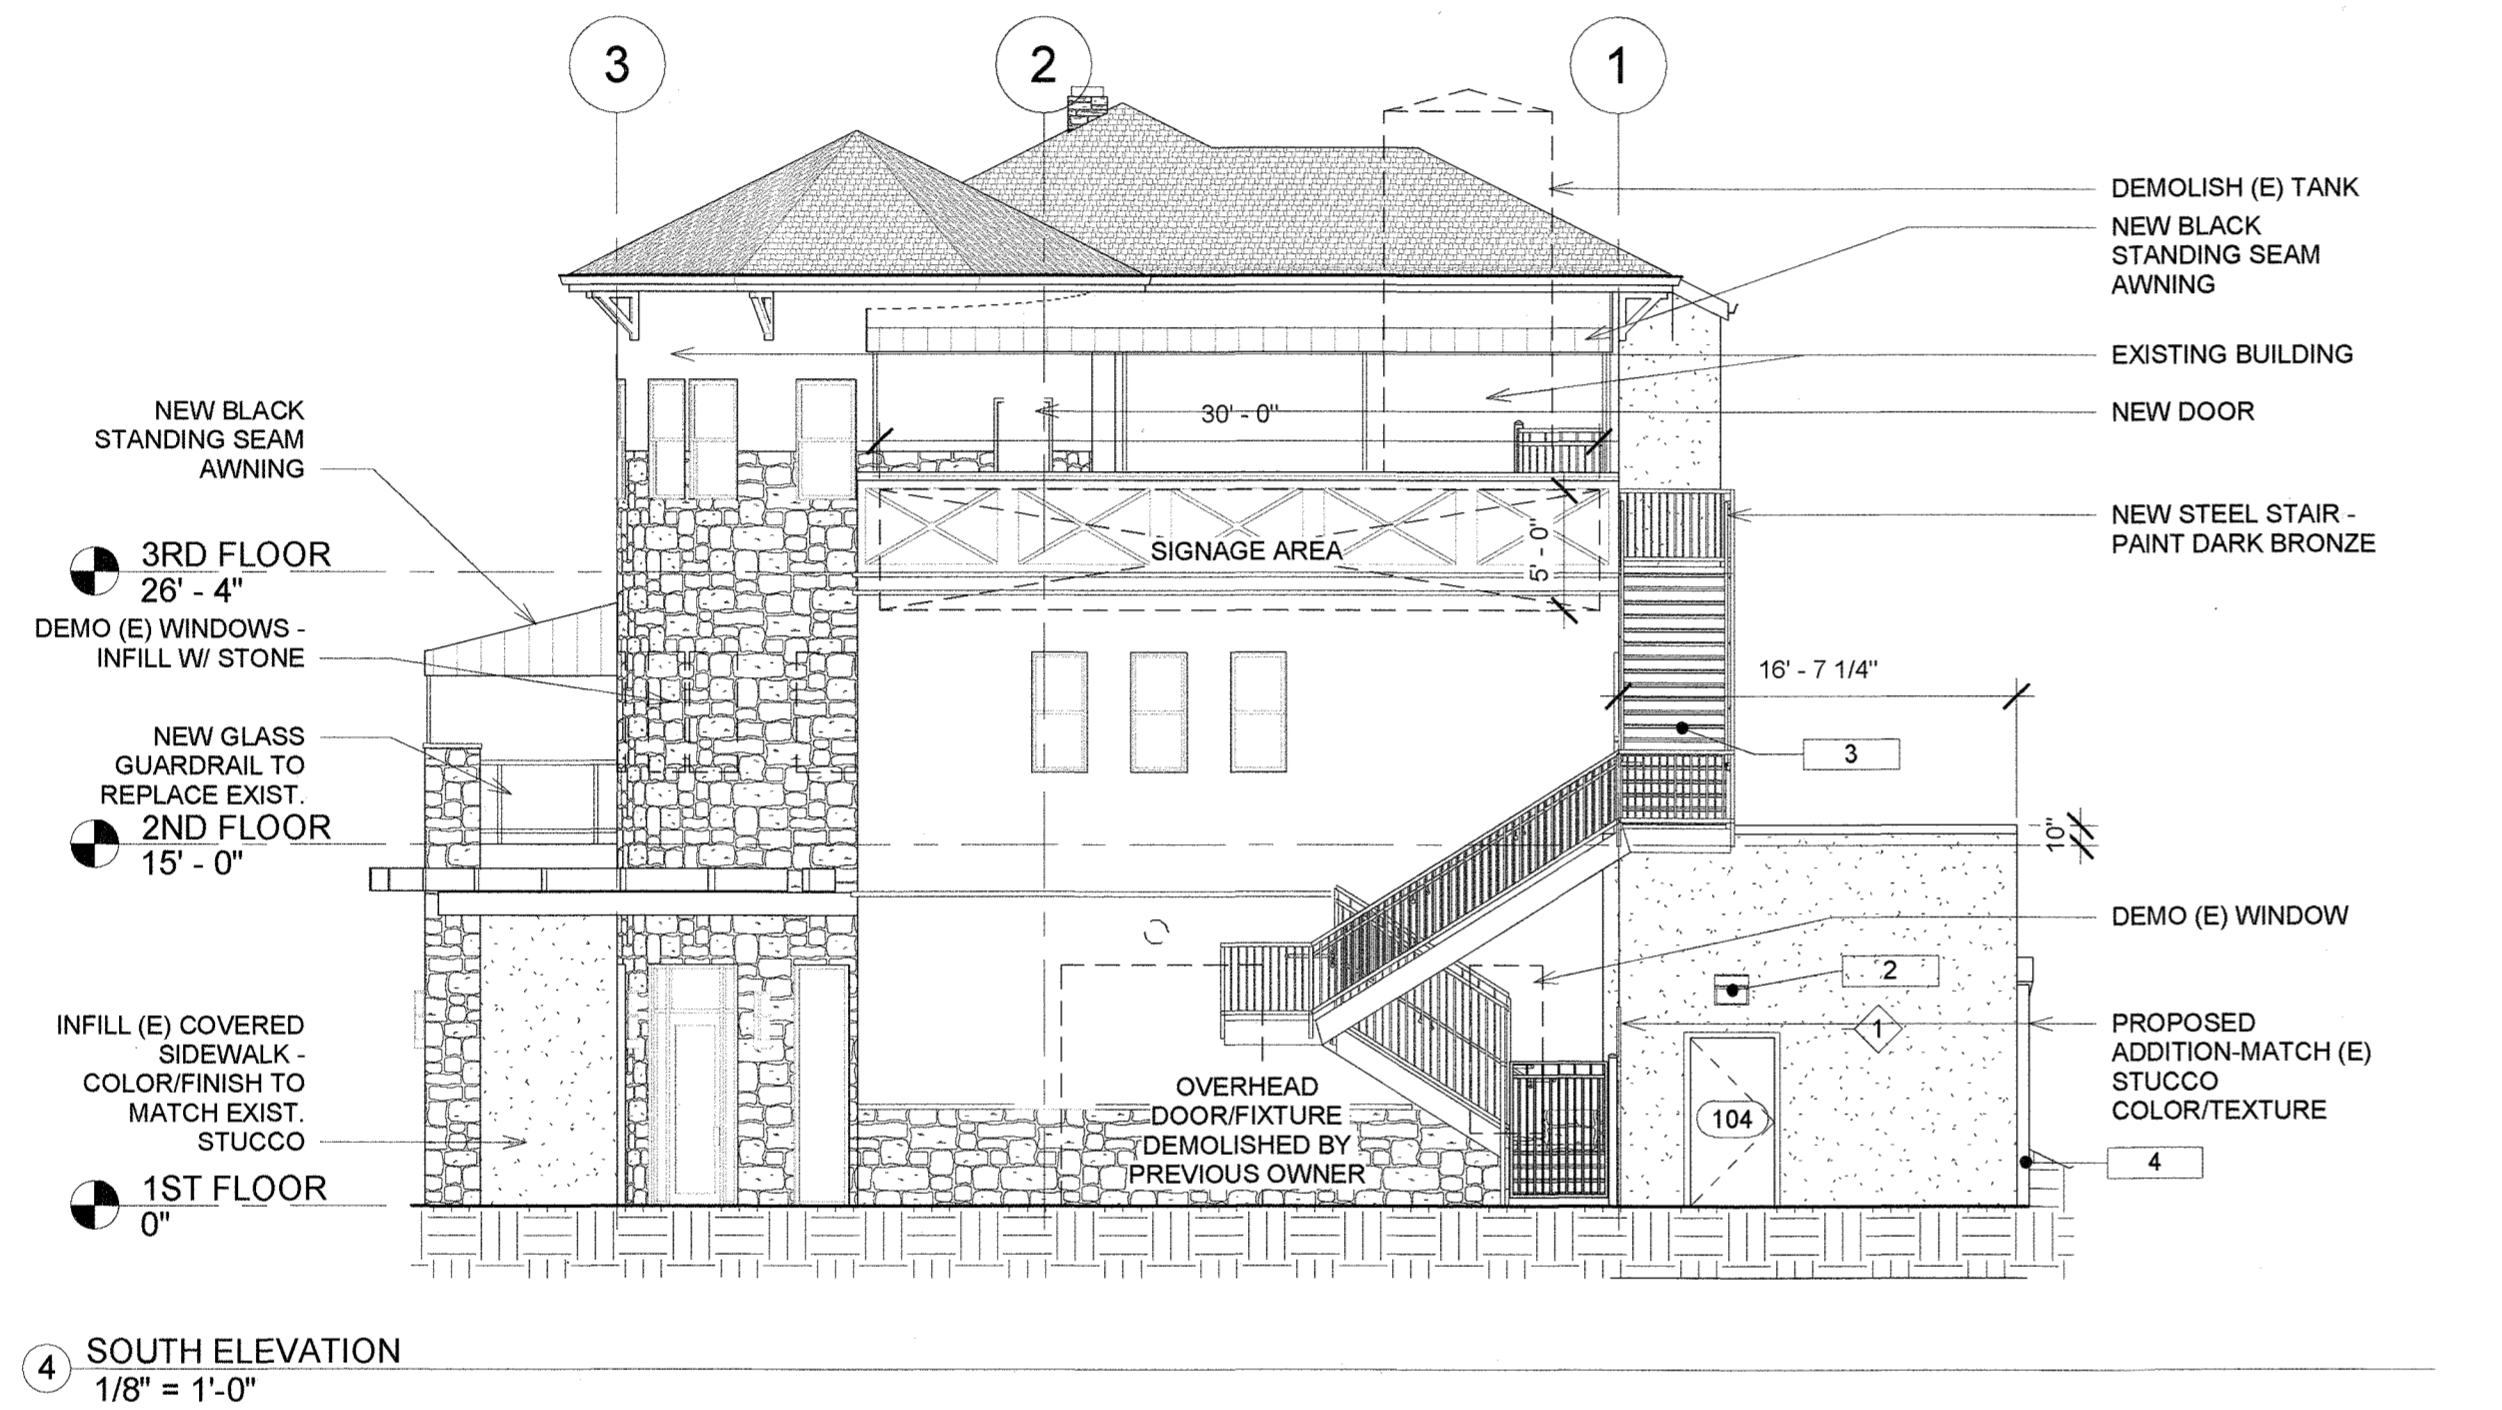 3
2
1
DEMOLISH (E) TANK
NEW BLACK
STANDING SEAM
AWNING
EXISTING BUILDING
NEW DOOR
30' - 0"
NEW BLACK
STANDING SEAM
AWNING
NEW STEEL STAIR -
PAINT DARK BRONZE
SIGNAGE AREA
5' - 0"
3RD FLOOR
26' - 4"
DEMO (E) WINDOWS -
INFILL W/ STONE
16' - 7 1/4"
3
NEW GLASS
GUARDRAIL TO
REPLACE EXIST.
2ND FLOOR
15' - 0"
10"
DEMO (E) WINDOW
2
1
PROPOSED
ADDITION-MATCH (E)
STUCCO
COLOR/TEXTURE
INFILL (E) COVERED
SIDEWALK -
COLOR/FINISH TO
MATCH EXIST.
STUCCO
OVERHEAD
DOOR/FIXTURE
DEMOLISHED BY
PREVIOUS OWNER
104
4
1ST FLOOR
0"
4
SOUTH ELEVATION
1/8" = 1'-0"